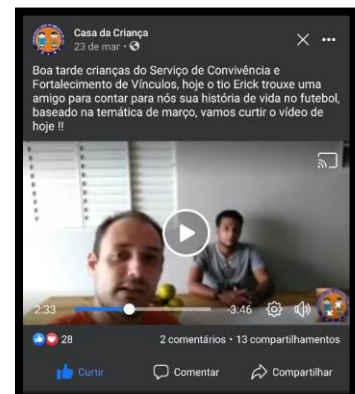 Casa da Criança
23 de mar •
Boa tarde crianças do Serviço de Convivência e
Fortalecimento de Vínculos, hoje o tio Erick trouxe uma
amigo para contar para nós sua história de vida no futebol,
baseado na temática de março, vamos curtir o vídeo de
hoje !!
2:33
-3:46
28
2 comentários • 13 compartilhamentos
Curtir
Comentar
Compartilhar